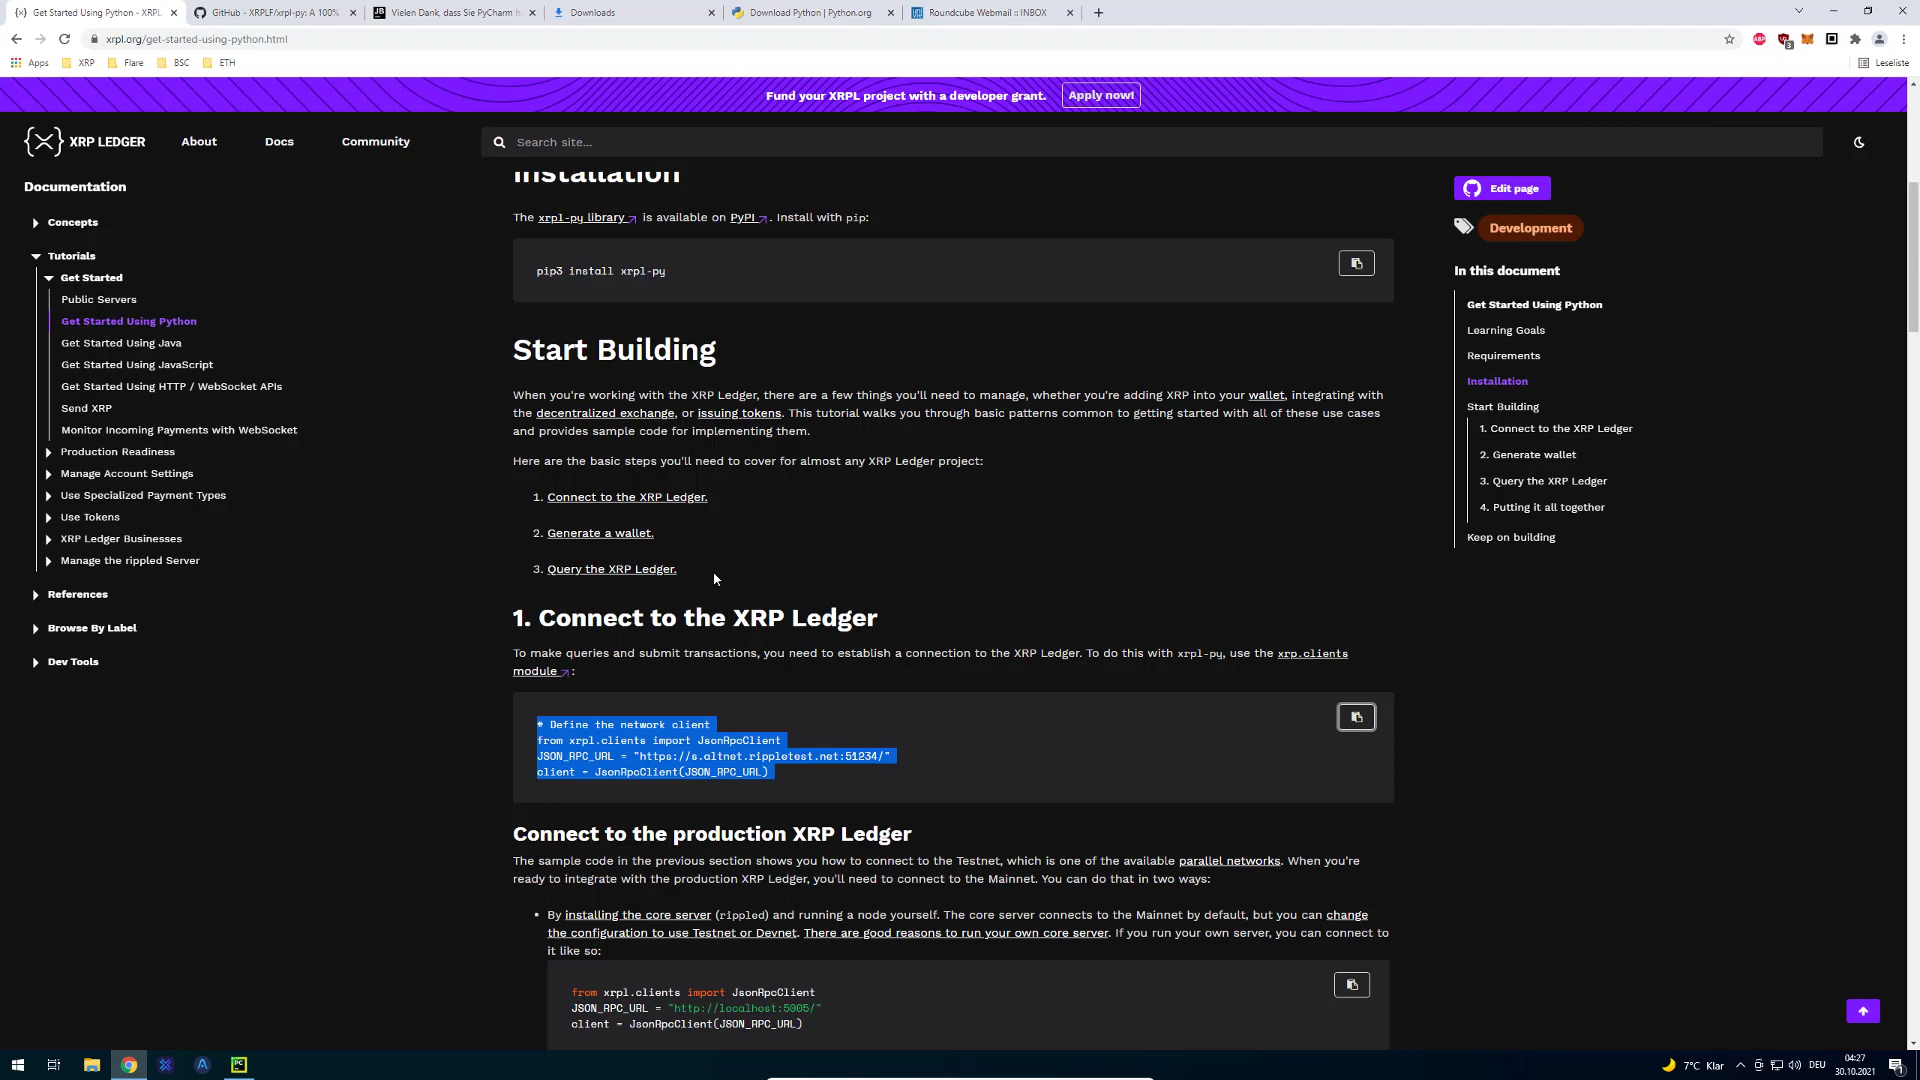 Get Started Using Python - XRPL
GitHub - XRPLF/xrpl-py: A 100%
Vielen Dank, dass Sie PyCharm h
Downloads
Download Python | Python.org
Roundcube Webmail :: INBOX
xrpl.org/get-started-using-python.html
Apps
XRP
Flare
BSC
ETH
Leseliste
Fund your XRPL project with a developer grant.
Apply now!
XRP LEDGER
About
Docs
Community
Search site...
Documentation
Concepts
Tutorials
Get Started
Public Servers
Get Started Using Python
Get Started Using Java
Get Started Using JavaScript
Get Started Using HTTP / WebSocket APIs
Send XRP
Monitor Incoming Payments with WebSocket
Production Readiness
Manage Account Settings
Use Specialized Payment Types
Use Tokens
XRP Ledger Businesses
Manage the rippled Server
References
Browse By Label
Dev Tools
Installation
The xrpl-py library is available on PyPI . Install with pip:
pip3 install xrpl-py
Start Building
When you're working with the XRP Ledger, there are a few things you'll need to manage, whether you're adding XRP into your wallet, integrating with
the decentralized exchange, or issuing tokens. This tutorial walks you through basic patterns common to getting started with all of these use cases
and provides sample code for implementing them.
Here are the basic steps you'll need to cover for almost any XRP Ledger project:
1. Connect to the XRP Ledger.
2. Generate a wallet.
3. Query the XRP Ledger.
1. Connect to the XRP Ledger
To make queries and submit transactions, you need to establish a connection to the XRP Ledger. To do this with xrpl-py, use the xrp.clients
module :
# Define the network client
from xrpl.clients import JsonRpcClient
JSON_RPC_URL = "https://s.altnet.rippletest.net:51234/"
client = JsonRpcClient(JSON_RPC_URL)
Connect to the production XRP Ledger
The sample code in the previous section shows you how to connect to the Testnet, which is one of the available parallel networks. When you're
ready to integrate with the production XRP Ledger, you'll need to connect to the Mainnet. You can do that in two ways:
• By installing the core server (rippled) and running a node yourself. The core server connects to the Mainnet by default, but you can change
the configuration to use Testnet or Devnet. There are good reasons to run your own core server. If you run your own server, you can connect to
it like so:
from xrpl.clients import JsonRpcClient
JSON_RPC_URL = "http://localhost:5005/"
client = JsonRpcClient(JSON_RPC_URL)
Edit page
Development
In this document
Get Started Using Python
Learning Goals
Requirements
Installation
Start Building
1. Connect to the XRP Ledger
2. Generate wallet
3. Query the XRP Ledger
4. Putting it all together
Keep on building
7°C Klar
DEU
04:27
30.10.2021